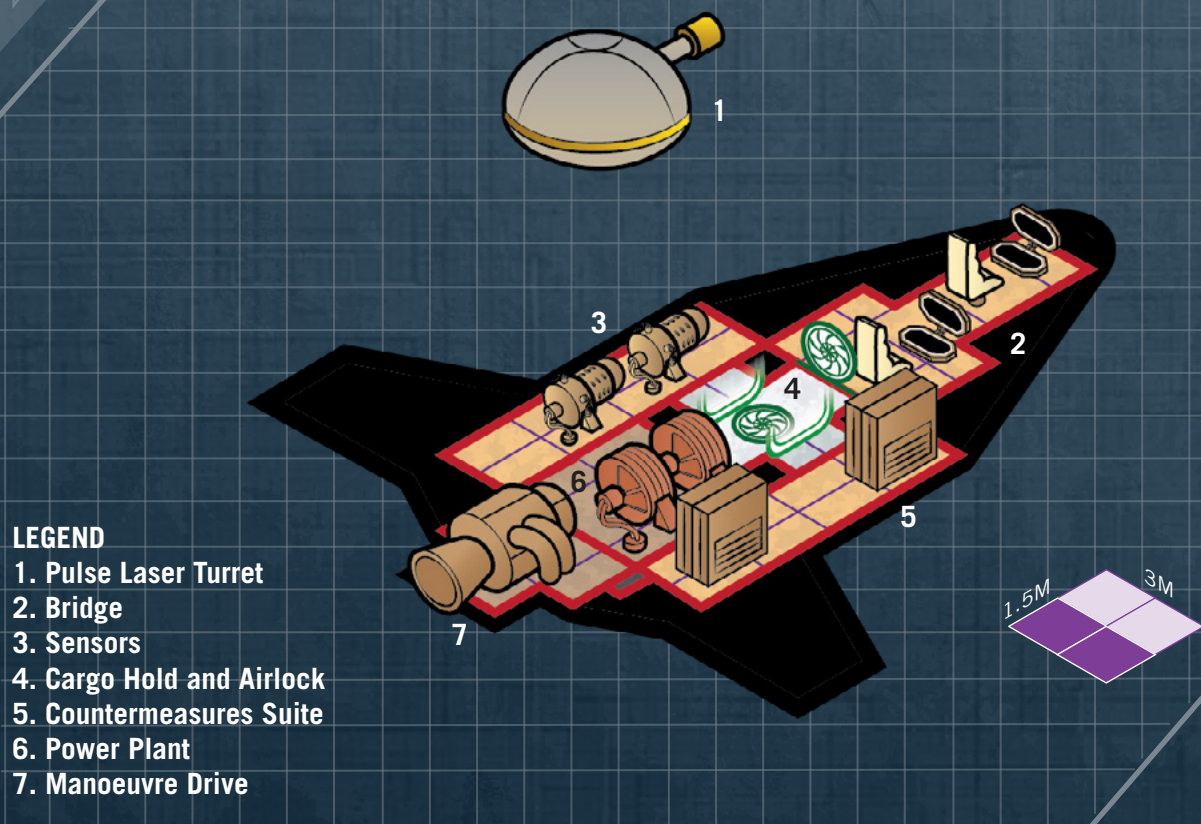 1
2
3
4
5
6
7
LEGEND
1. Pulse Laser Turret
2. Bridge
3. Sensors
4. Cargo Hold and Airlock
5. Countermeasures Suite
6. Power Plant
7. Manoeuvre Drive
1.5M
3M